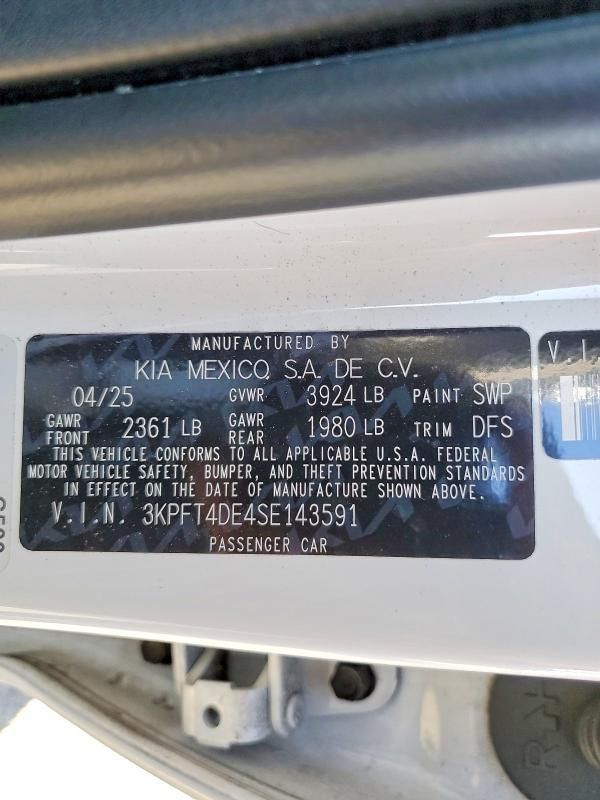 MANUFACTURED BY
KIA MEXICO, S.A. DE C.V.
04/25 GVWR 3924 LB PAINT SWP
GAWR FRONT 2361 LB GAWR REAR 1980 LB TRIM DFS
THIS VEHICLE CONFORMS TO ALL APPLICABLE U.S.A. FEDERAL
MOTOR VEHICLE SAFETY, BUMPER, AND THEFT PREVENTION STANDARDS
IN EFFECT ON THE DATE OF MANUFACTURE SHOWN ABOVE.
V.I.N. 3KPFT4DE4SE143591
PASSENGER CAR